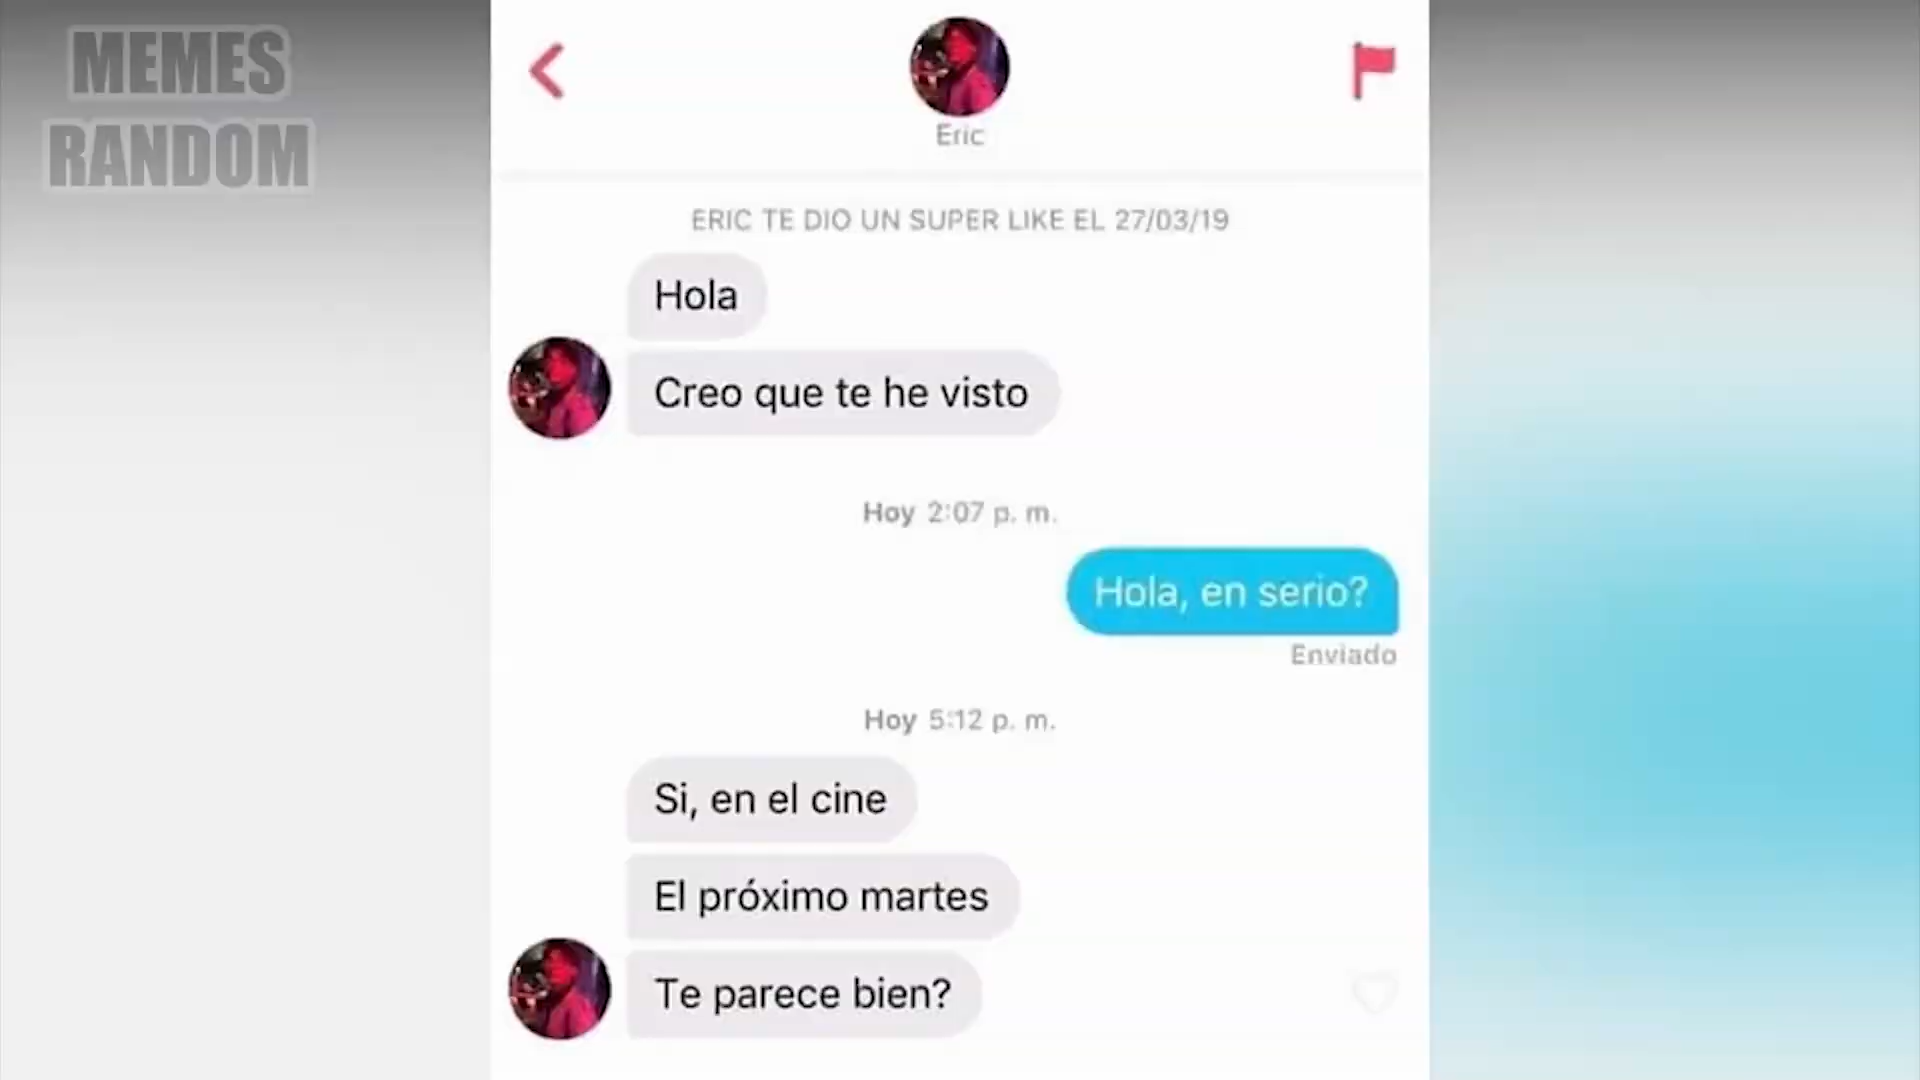 MEMES
RANDOM
Eric
ERIC TE DIO UN SUPER LIKE EL 27/03/19
Hola
Creo que te he visto
Hoy 2:07 p. m.
Hola, en serio?
Enviado
Hoy 5:12 p. m.
Si, en el cine
El próximo martes
Te parece bien?